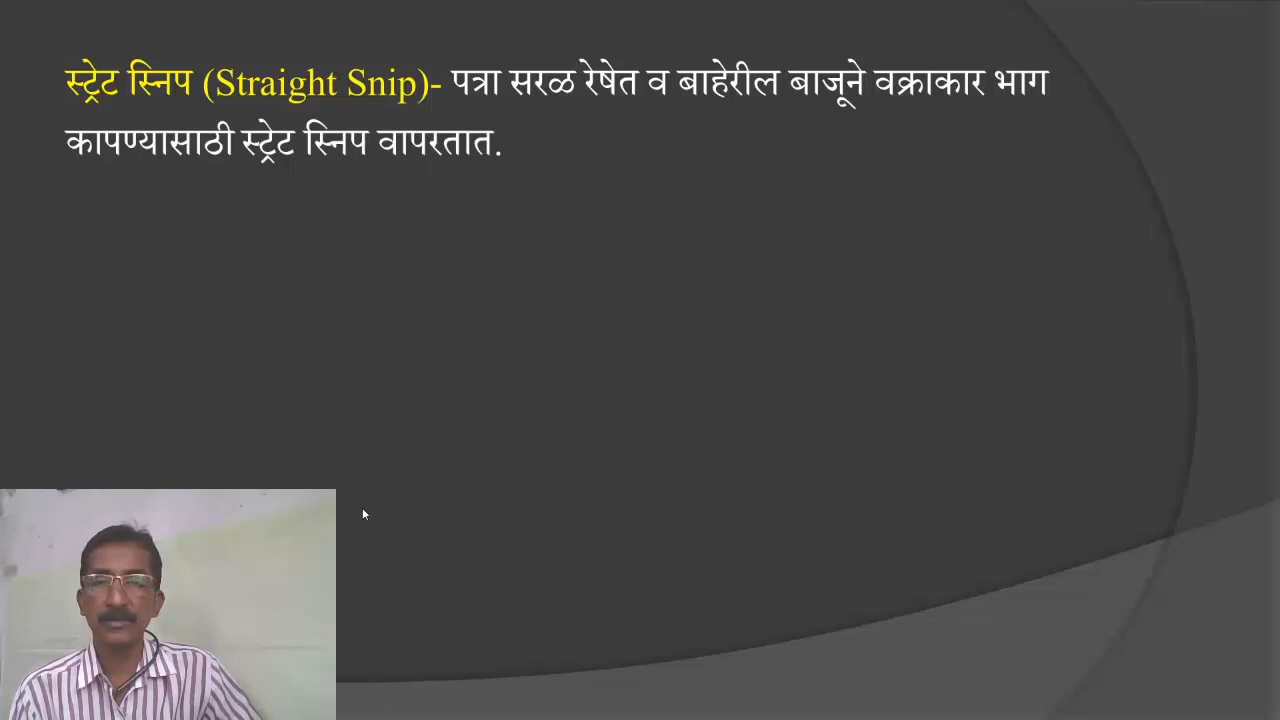 स्ट्रेट स्निप (Straight Snip)- पत्रा सरळ रेषेत व बाहेरील बाजूने वक्राकार भाग
कापण्यासाठी स्ट्रेट स्निप वापरतात.